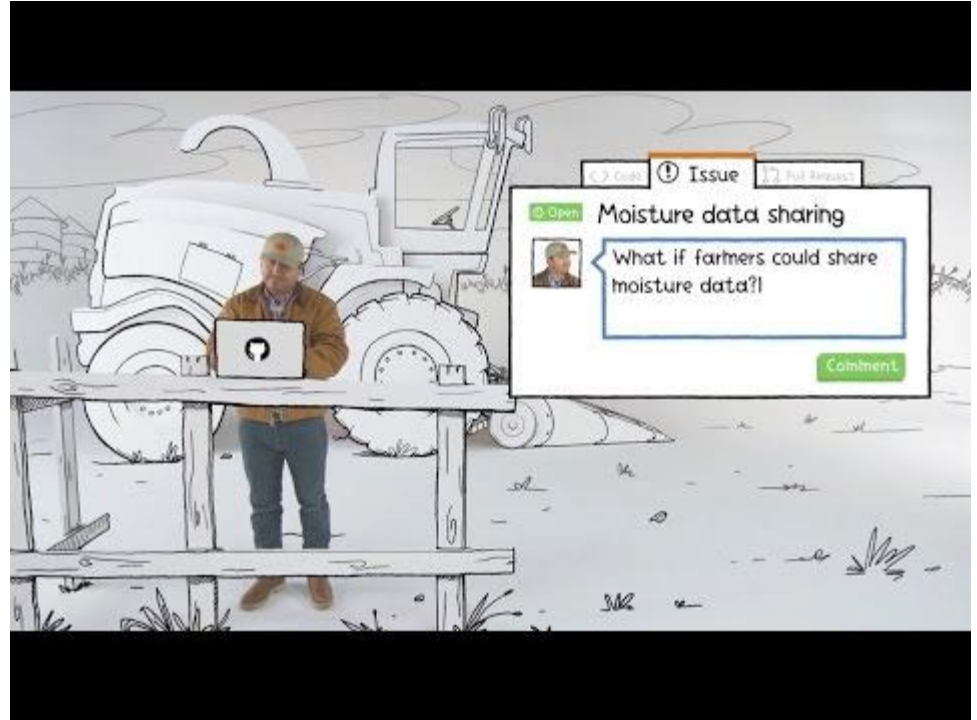 Code
Issue
Pull Request
Open
Moisture data sharing
What if farmers could share
moisture data?
Comment